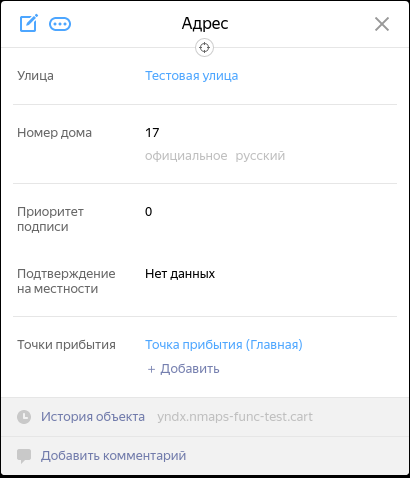 Адрес
Улица Тестовая улица
Номер дома 17
официальное русский
Приоритет подписи 0
Подтверждение на местности Нет данных
Точки прибытия Точка прибытия (Главная)
+ Добавить
История объекта yndx.nmaps-func-test.cart
Добавить комментарий